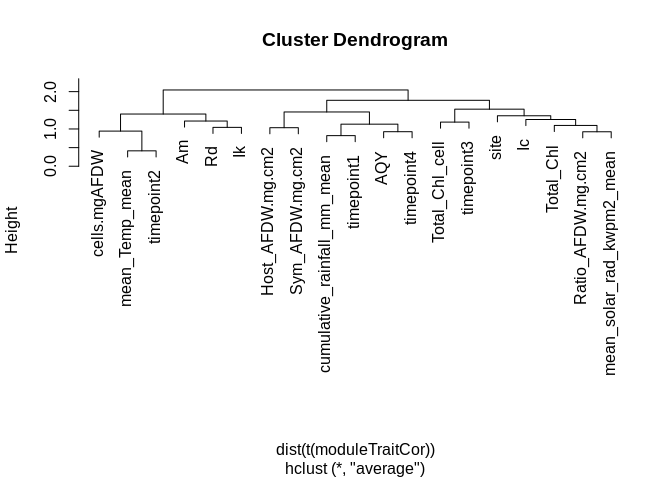 Cluster Dendrogram
Height
0.0
1.0
2.0
cells.mgAFDW
mean_Temp_mean
timepoint2
Am
Rd
Ik
Host_AFDW.mg.cm2
Sym_AFDW.mg.cm2
cumulative_rainfall_mm_mean
timepoint1
AQY
timepoint4
Total_Chl_cell
timepoint3
site
Ic
Total_Chl
Ratio_AFDW.mg.cm2
mean_solar_rad_kwpm2_mean
dist(t(moduleTraitCor))
hclust (*, "average")